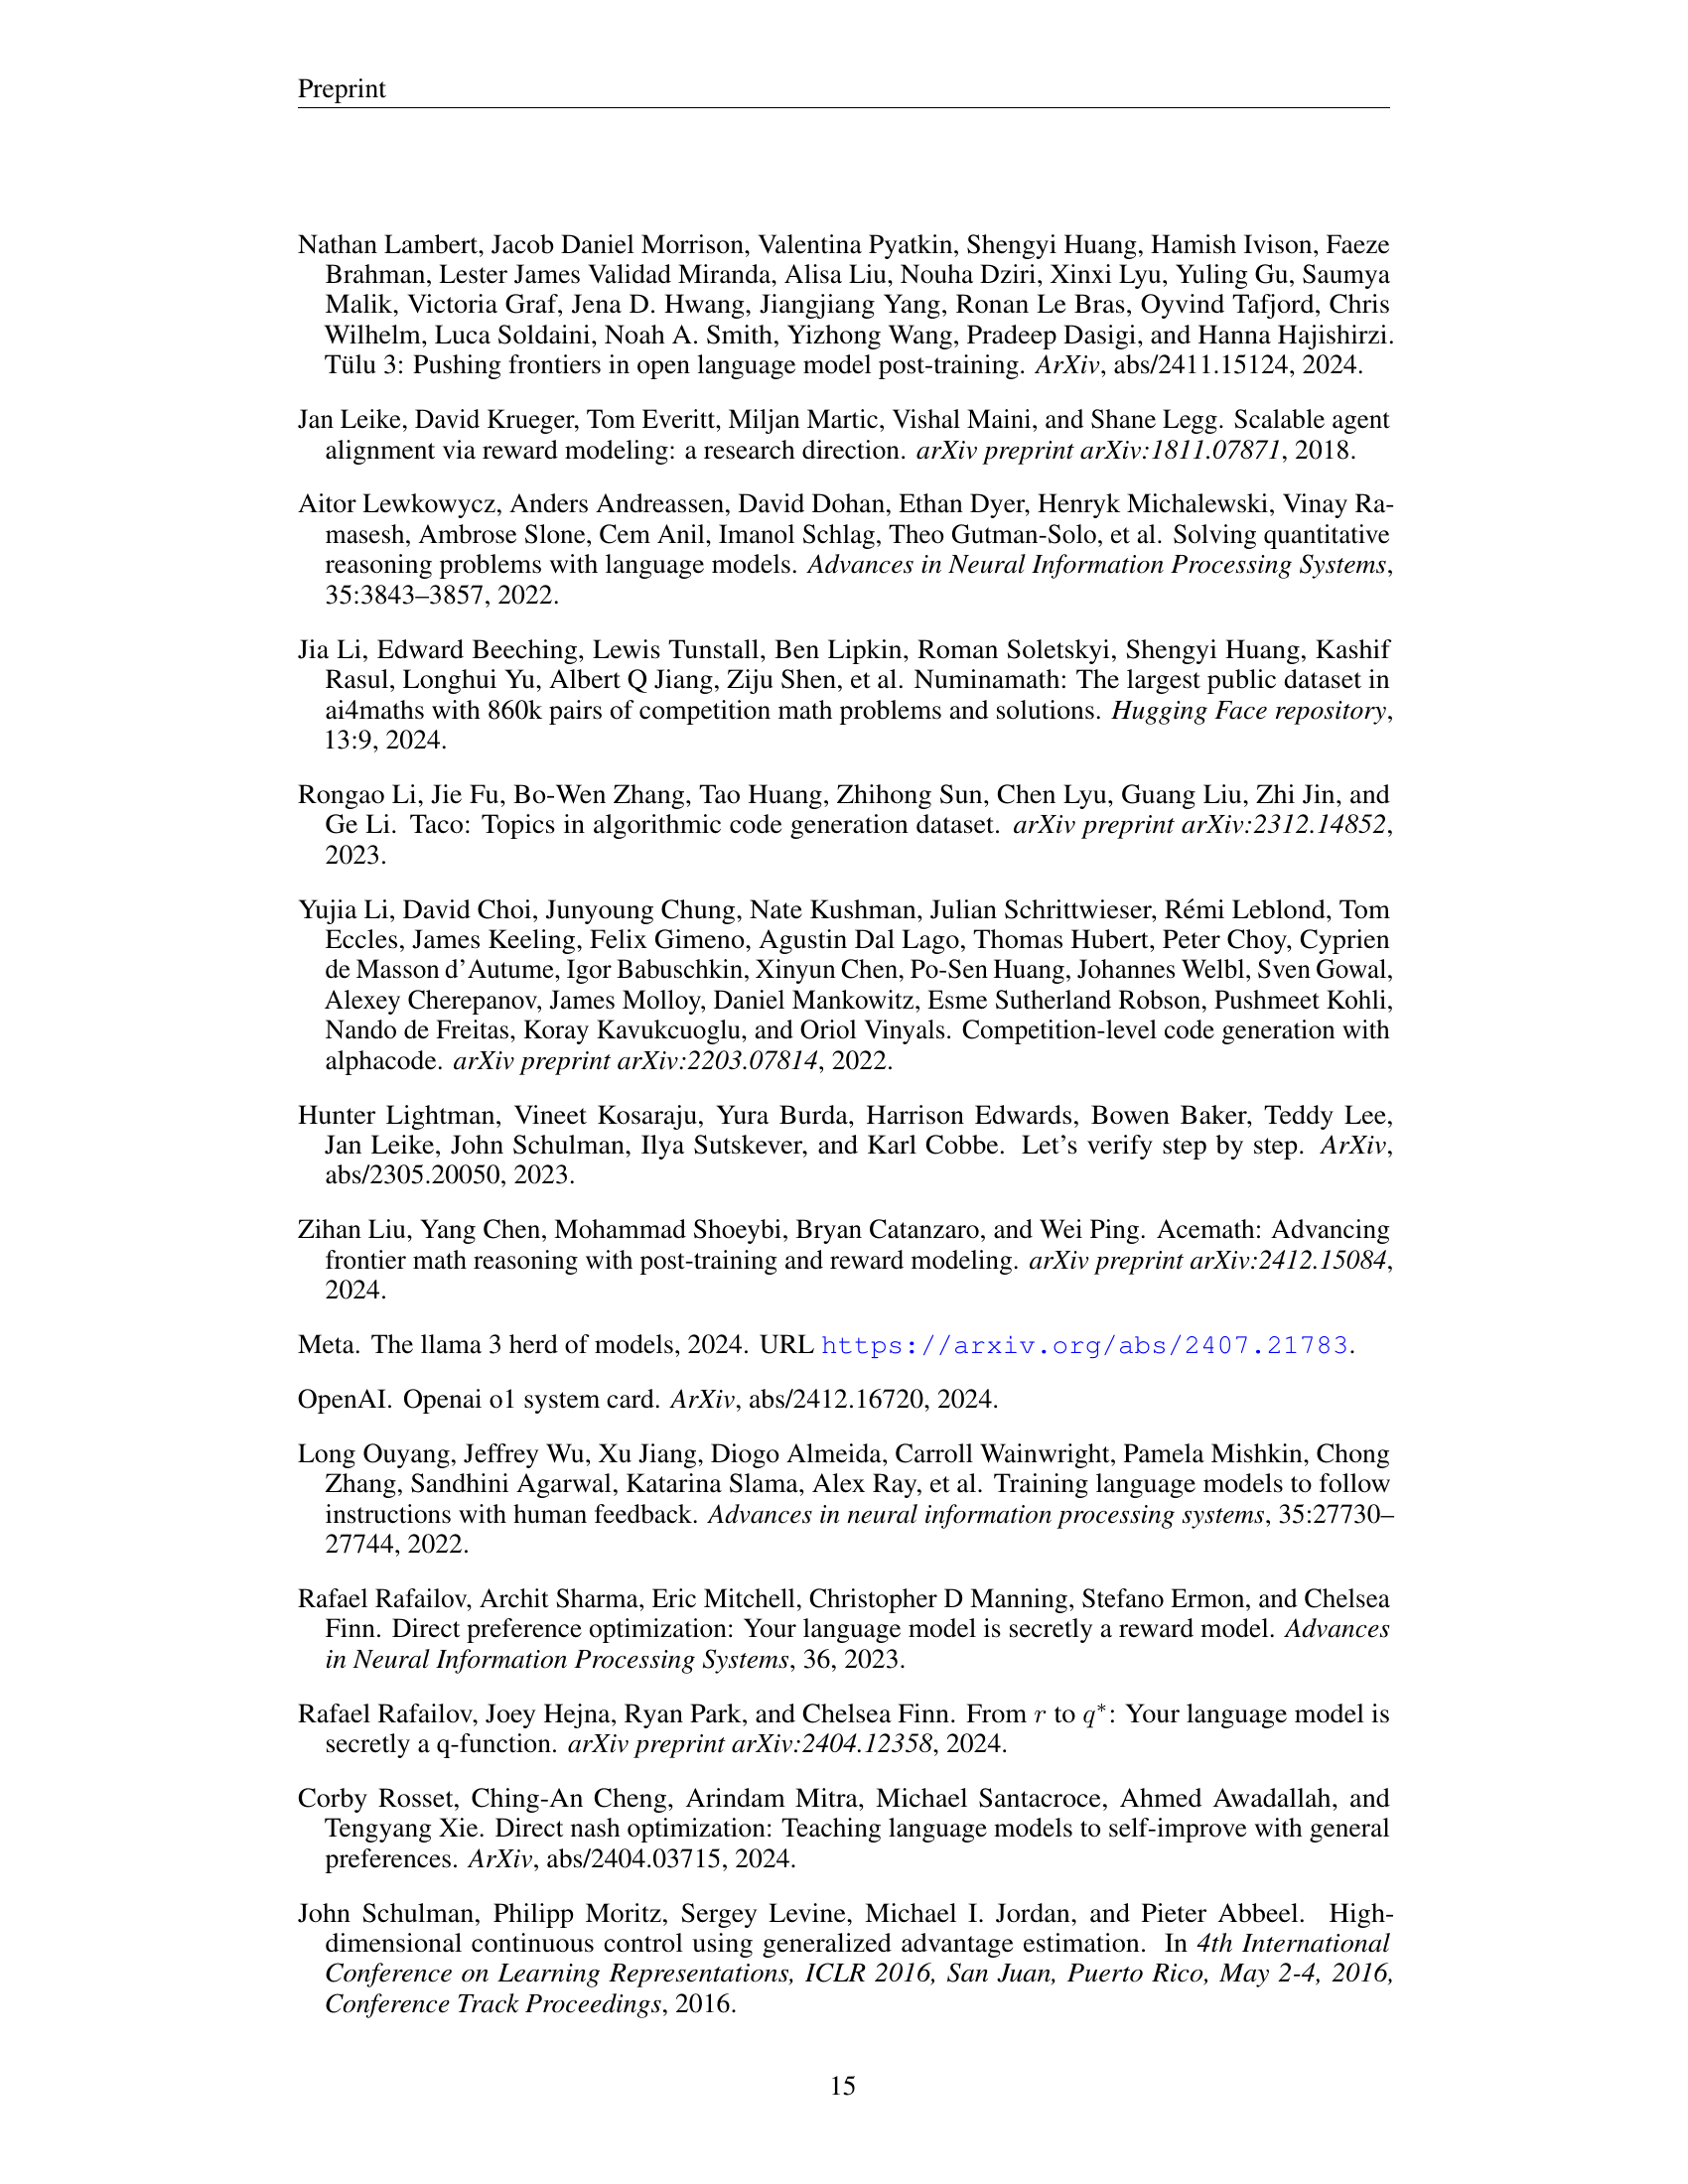 Preprint
Nathan Lambert, Jacob Daniel Morrison, Valentina Pyatkin, Shengyi Huang, Hamish Ivison, Faeze
Brahman, Lester James Validad Miranda, Alisa Liu, Nouha Dziri, Xinxi Lyu, Yuling Gu, Saumya
Malik, Victoria Graf, Jena D. Hwang, Jiangjiang Yang, Ronan Le Bras, Oyvind Tafjord, Chris
Wilhelm, Luca Soldaini, Noah A. Smith, Yizhong Wang, Pradeep Dasigi, and Hanna Hajishirzi.
Tülu 3: Pushing frontiers in open language model post-training. ArXiv, abs/2411.15124, 2024.
Jan Leike, David Krueger, Tom Everitt, Miljan Martic, Vishal Maini, and Shane Legg. Scalable agent
alignment via reward modeling: a research direction. arXiv preprint arXiv:1811.07871, 2018.
Aitor Lewkowycz, Anders Andreassen, David Dohan, Ethan Dyer, Henryk Michalewski, Vinay Ra-
masesh, Ambrose Slone, Cem Anil, Imanol Schlag, Theo Gutman-Solo, et al. Solving quantitative
reasoning problems with language models. Advances in Neural Information Processing Systems,
35:3843–3857, 2022.
Jia Li, Edward Beeching, Lewis Tunstall, Ben Lipkin, Roman Soletskyi, Shengyi Huang, Kashif
Rasul, Longhui Yu, Albert Q Jiang, Ziju Shen, et al. Numinamath: The largest public dataset in
ai4maths with 860k pairs of competition math problems and solutions. Hugging Face repository,
13:9, 2024.
Rongao Li, Jie Fu, Bo-Wen Zhang, Tao Huang, Zhihong Sun, Chen Lyu, Guang Liu, Zhi Jin, and
Ge Li. Taco: Topics in algorithmic code generation dataset. arXiv preprint arXiv:2312.14852,
2023.
Yujia Li, David Choi, Junyoung Chung, Nate Kushman, Julian Schrittwieser, Rémi Leblond, Tom
Eccles, James Keeling, Felix Gimeno, Agustin Dal Lago, Thomas Hubert, Peter Choy, Cyprien
de Masson d’Autume, Igor Babuschkin, Xinyun Chen, Po-Sen Huang, Johannes Welbl, Sven Gowal,
Alexey Cherepanov, James Molloy, Daniel Mankowitz, Esme Sutherland Robson, Pushmeet Kohli,
Nando de Freitas, Koray Kavukcuoglu, and Oriol Vinyals. Competition-level code generation with
alphacode. arXiv preprint arXiv:2203.07814, 2022.
Hunter Lightman, Vineet Kosaraju, Yura Burda, Harrison Edwards, Bowen Baker, Teddy Lee,
Jan Leike, John Schulman, Ilya Sutskever, and Karl Cobbe. Let’s verify step by step. ArXiv,
abs/2305.20050, 2023.
Zihan Liu, Yang Chen, Mohammad Shoeybi, Bryan Catanzaro, and Wei Ping. Acemath: Advancing
frontier math reasoning with post-training and reward modeling. arXiv preprint arXiv:2412.15084,
2024.
Meta. The llama 3 herd of models, 2024. URL https://arxiv.org/abs/2407.21783.
OpenAI. Openai o1 system card. ArXiv, abs/2412.16720, 2024.
Long Ouyang, Jeffrey Wu, Xu Jiang, Diogo Almeida, Carroll Wainwright, Pamela Mishkin, Chong
Zhang, Sandhini Agarwal, Katarina Slama, Alex Ray, et al. Training language models to follow
instructions with human feedback. Advances in neural information processing systems, 35:27730–
27744, 2022.
Rafael Rafailov, Archit Sharma, Eric Mitchell, Christopher D Manning, Stefano Ermon, and Chelsea
Finn. Direct preference optimization: Your language model is secretly a reward model. Advances
in Neural Information Processing Systems, 36, 2023.
Rafael Rafailov, Joey Hejna, Ryan Park, and Chelsea Finn. From r to q*: Your language model is
secretly a q-function. arXiv preprint arXiv:2404.12358, 2024.
Corby Rosset, Ching-An Cheng, Arindam Mitra, Michael Santacroce, Ahmed Awadallah, and
Tengyang Xie. Direct nash optimization: Teaching language models to self-improve with general
preferences. ArXiv, abs/2404.03715, 2024.
John Schulman, Philipp Moritz, Sergey Levine, Michael I. Jordan, and Pieter Abbeel. High-
dimensional continuous control using generalized advantage estimation. In 4th International
Conference on Learning Representations, ICLR 2016, San Juan, Puerto Rico, May 2-4, 2016,
Conference Track Proceedings, 2016.
15